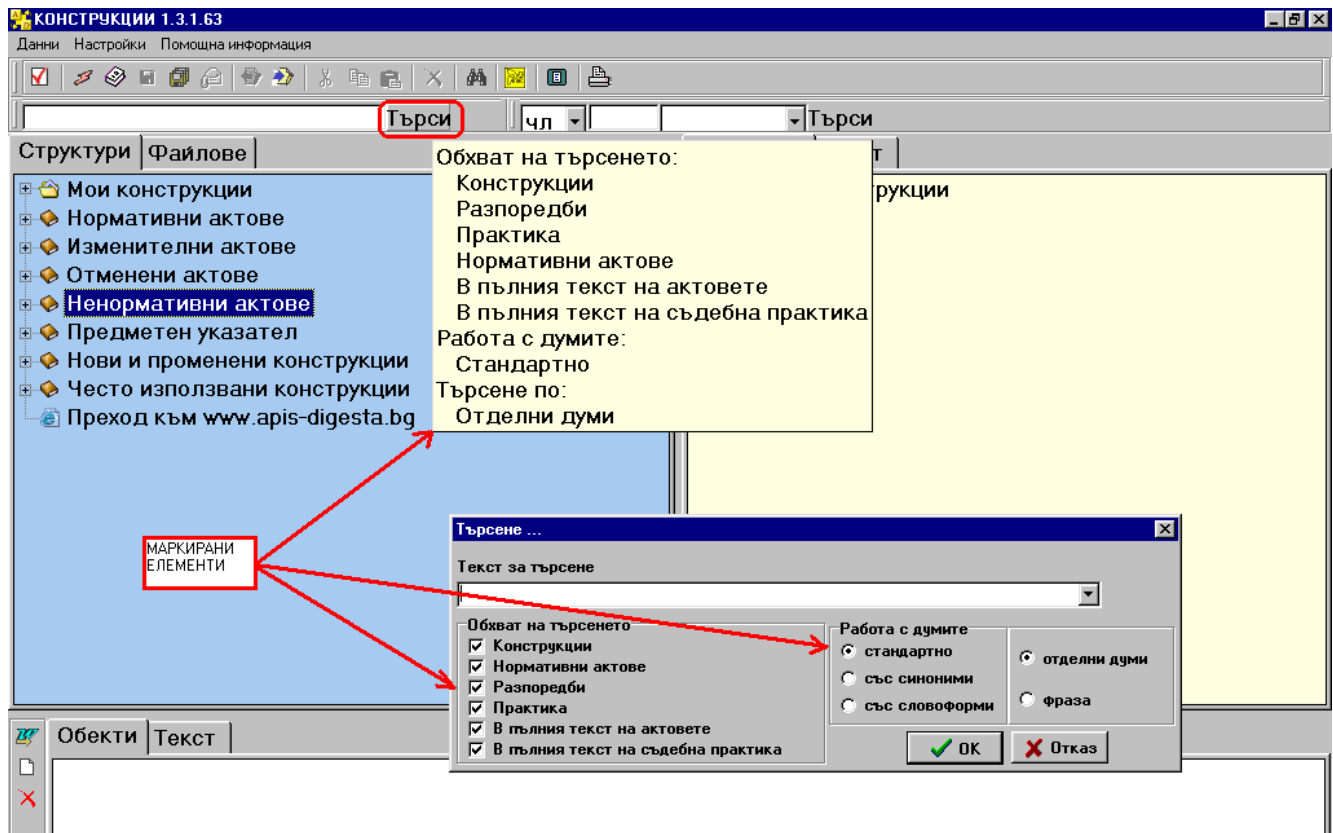 КОНСТРУКЦИИ 1.3.1.63
Данни Настройки Помощна информация
Търси чл Търси
Структури Файлове т
Мои конструкции
Нормативни актове
Изменителни актове
Отменени актове
Ненормативни актове
Предметен указател
Нови и променени конструкции
Често използвани конструкции
Преход към www.apis-digesta.bg
Обхват на търсенето:
Конструкции
Разпоредби
Практика
Нормативни актове
В пълния текст на актовете
В пълния текст на съдебна практика
Работа с думите:
Стандартно
Търсене по:
Отделни думи
рукции
МАРКИРАНИ
ЕЛЕМЕНТИ
Търсене ...
Текст за търсене
Обхват на търсенето
Конструкции
Нормативни актове
Разпоредби
Практика
В пълния текст на актовете
В пълния текст на съдебна практика
Работа с думите
стандартно
със синоними
със словоформи
отделни думи
фраза
OK Отказ
Обекти Текст